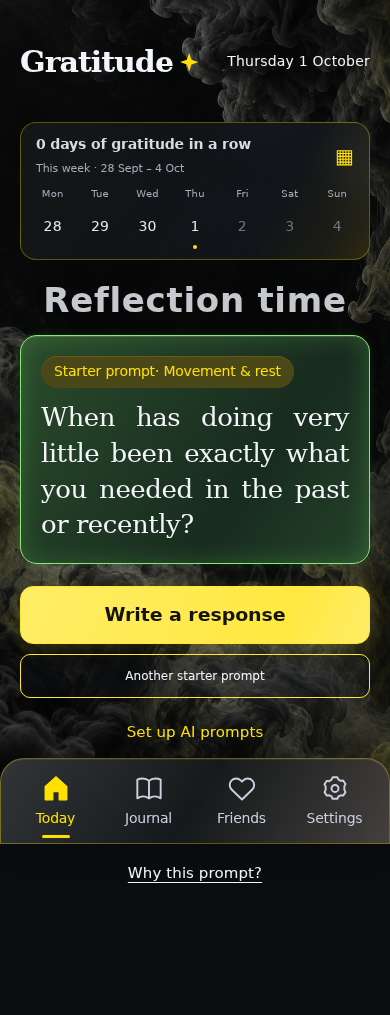 Gratitude
Thursday 1 October
0 days of gratitude in a row
This week · 28 Sept – 4 Oct
Mon Tue Wed Thu Fri Sat Sun
28 29 30 1 2 3 4
Reflection time
Starter prompt· Movement & rest
When has doing very
little been exactly what
you needed in the past
or recently?
Write a response
Another starter prompt
Set up AI prompts
Today Journal Friends Settings
Why this prompt?